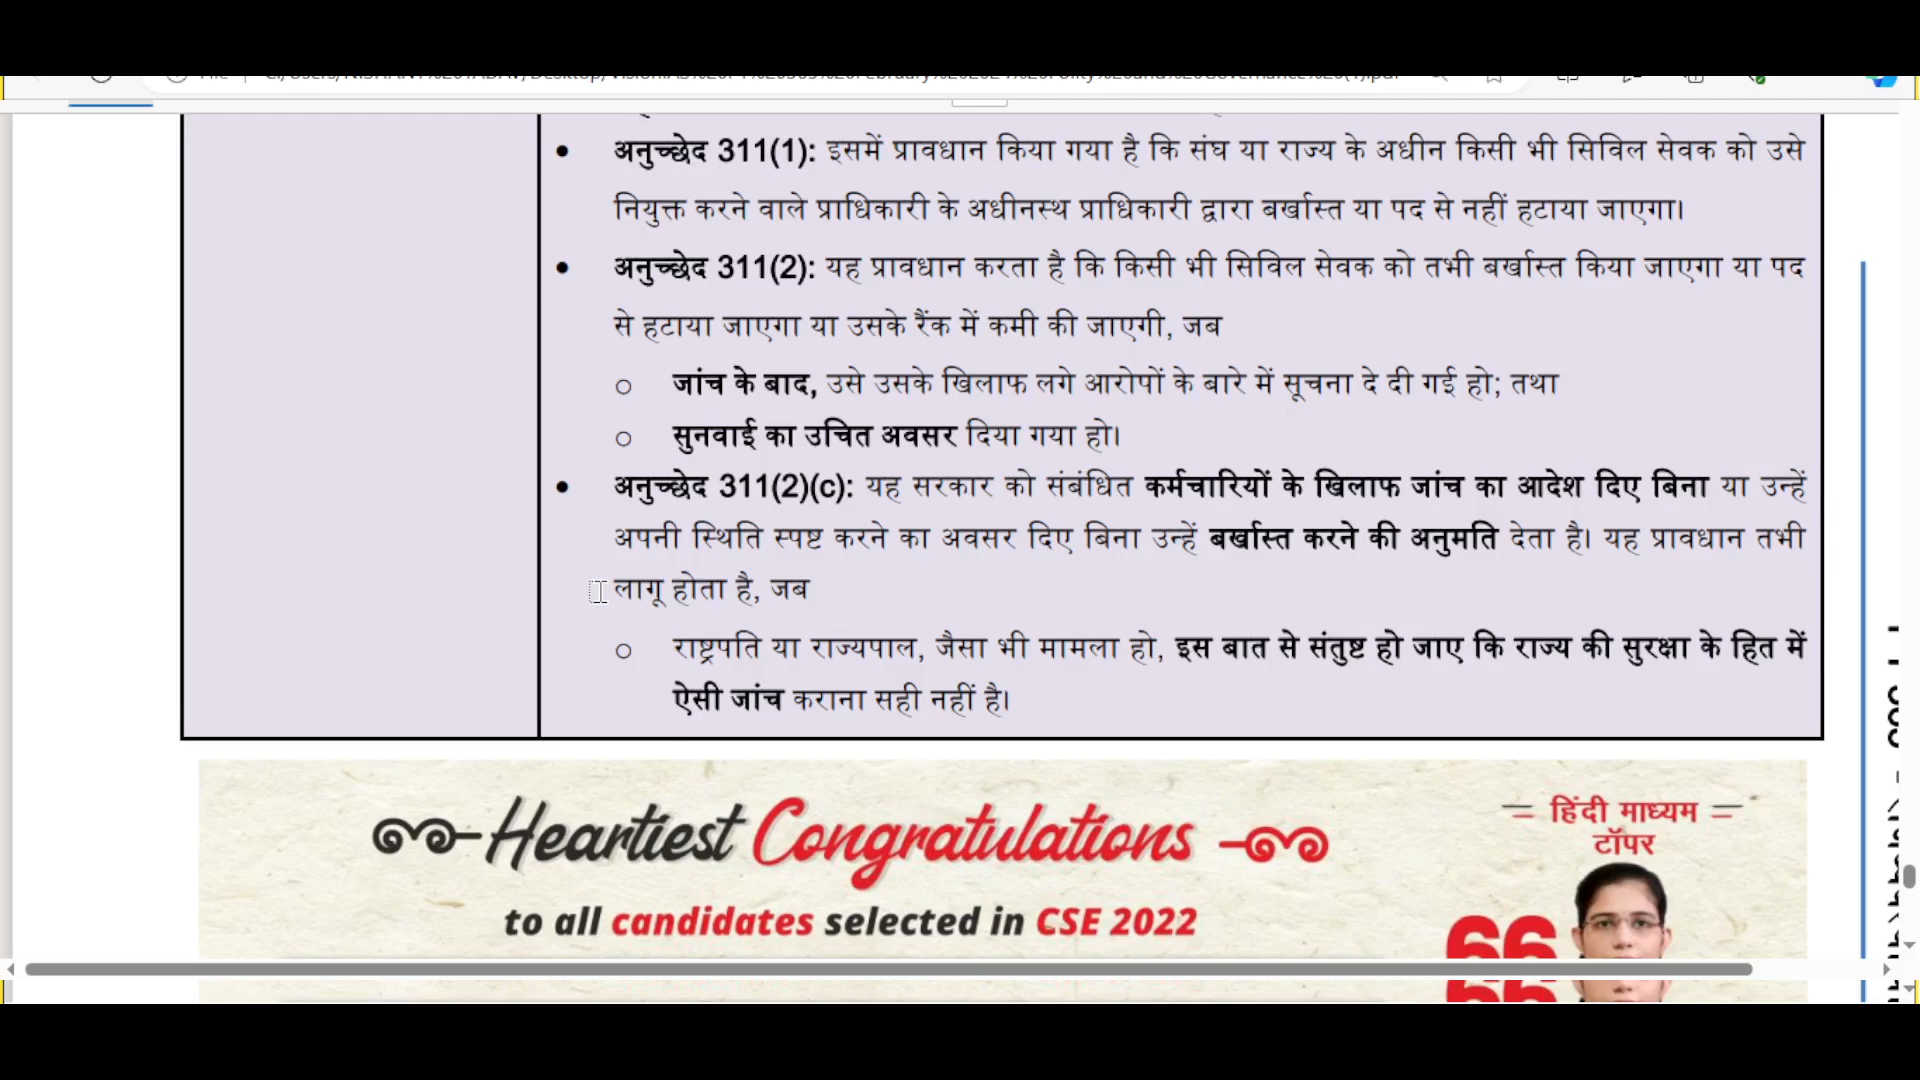 अनुच्छेद 311(1): इसमें प्रावधान किया गया है कि संघ या राज्य के अधीन किसी भी सिविल सेवक को उसे
नियुक्त करने वाले प्राधिकारी के अधीनस्थ प्राधिकारी द्वारा बर्खास्त या पद से नहीं हटाया जाएगा।
अनुच्छेद 311(2): यह प्रावधान करता है कि किसी भी सिविल सेवक को तभी बर्खास्त किया जाएगा या पद
से हटाया जाएगा या उसके रैंक में कमी की जाएगी, जब
जांच के बाद, उसे उसके खिलाफ लगे आरोपों के बारे में सूचना दे दी गई हो; तथा
सुनवाई का उचित अवसर दिया गया हो।
अनुच्छेद 311(2)(c): यह सरकार को संबंधित कर्मचारियों के खिलाफ जांच का आदेश दिए बिना या उन्हें
अपनी स्थिति स्पष्ट करने का अवसर दिए बिना उन्हें बर्खास्त करने की अनुमति देता है। यह प्रावधान तभी
लागू होता है, जब
राष्ट्रपति या राज्यपाल, जैसा भी मामला हो, इस बात से संतुष्ट हो जाए कि राज्य की सुरक्षा के हित में
ऐसी जांच कराना सही नहीं है।
Heartiest Congratulations
to all candidates selected in CSE 2022
हिंदी माध्यम
टॉपर
66